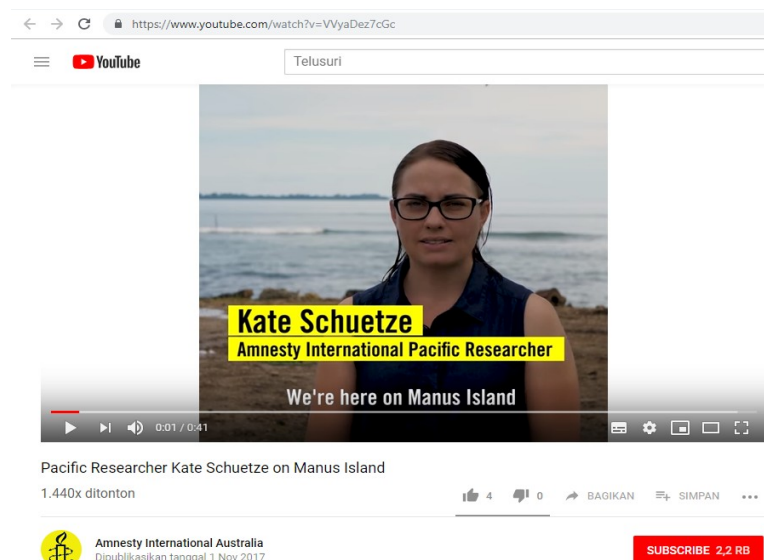 https://www.youtube.com/watch?v=VVyaDez7cGc
YouTube
Telusuri
Kate Schuetze
Amnesty International Pacific Researcher
We're here on Manus Island
0:01 / 0:41
Pacific Researcher Kate Schuetze on Manus Island
1.440x ditonton
4
0
BAGIKAN
SIMPAN
Amnesty International Australia
Dipublikasikan tanggal 1 Nov 2017
SUBSCRIBE 2,2 RB